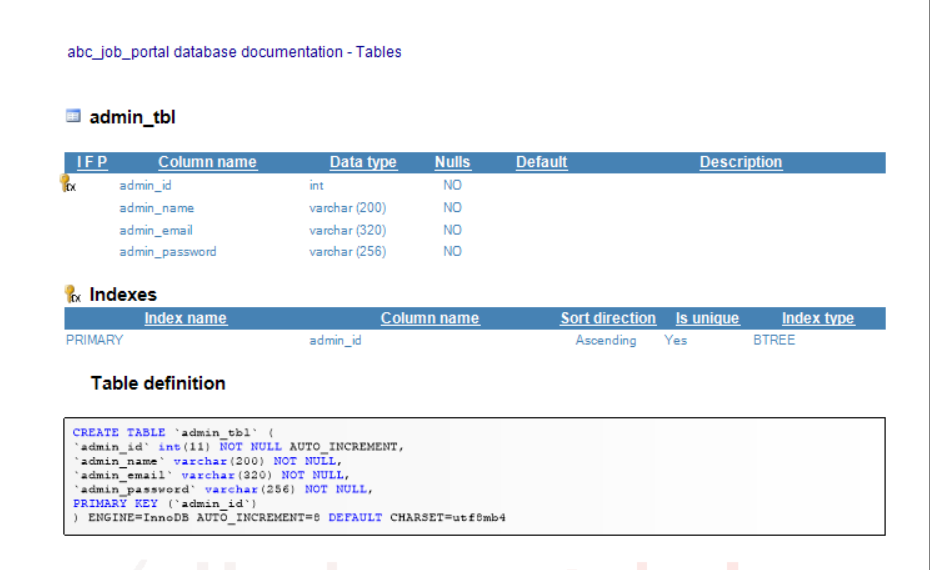 abc_job_portal database documentation - Tables
admin_tbl
I F P Column name Data type Nulls Default Description
admin_id int NO
admin_name varchar (200) NO
admin_email varchar (320) NO
admin_password varchar (256) NO
Indexes
Index name Column name Sort direction Is unique Index type
PRIMARY admin_id Ascending Yes BTREE
Table definition
CREATE TABLE `admin_tbl` (
`admin_id` int(11) NOT NULL AUTO_INCREMENT,
`admin_name` varchar(200) NOT NULL,
`admin_email` varchar(320) NOT NULL,
`admin_password` varchar(256) NOT NULL,
PRIMARY KEY (`admin_id`)
) ENGINE=InnoDB AUTO_INCREMENT=8 DEFAULT CHARSET=utf8mb4